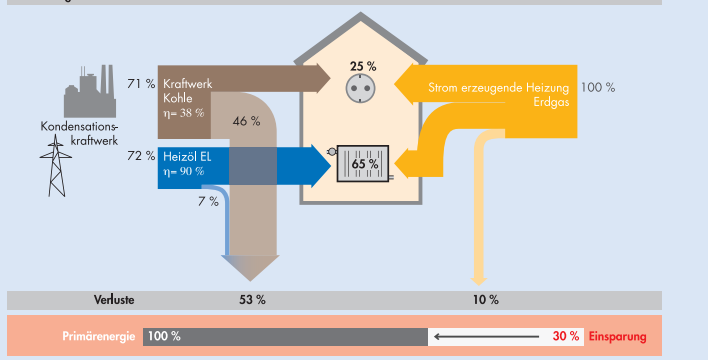 25 %
71 %
Kraftwerk
Kohle
η= 38 %
Strom erzeugende Heizung
Erdgas
100 %
46 %
Kondensations-
kraftwerk
72 %
Heizöl EL
η= 90 %
65 %
7 %
Verluste 53 % 10 %
Primärenergie 100 % 30 % Einsparung